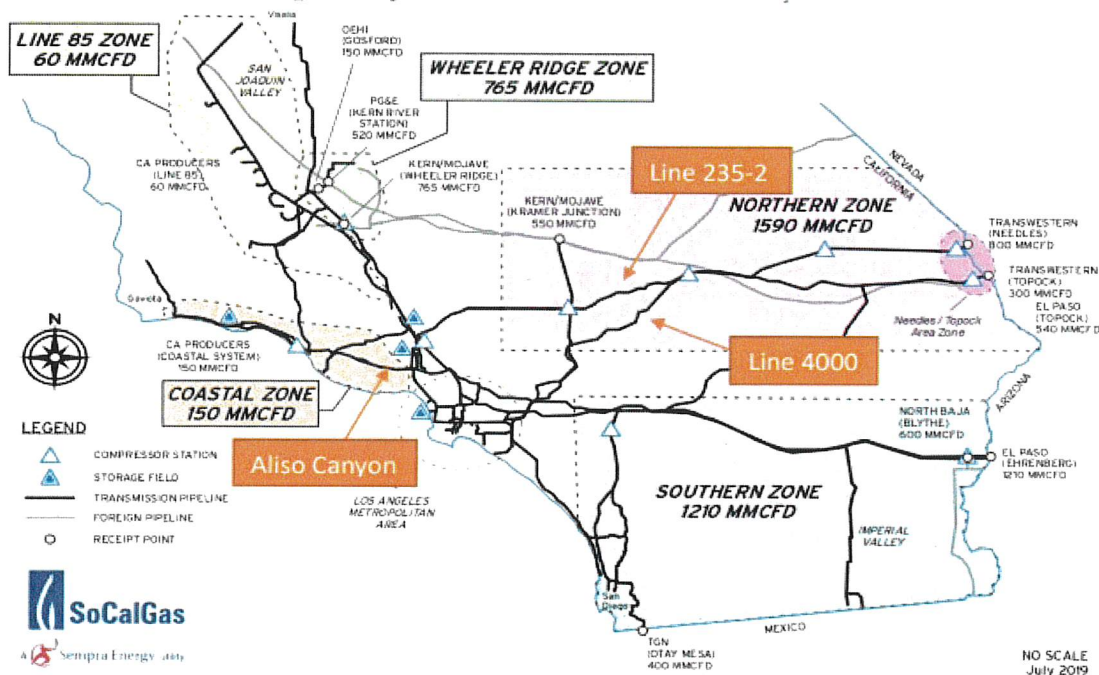 Visalia
LINE 85 ZONE
60 MMCFD
SAN
JOAQUIN
VALLEY
OEHI
(GOSFORD)
150 MMCFD
WHEELER RIDGE ZONE
765 MMCFD
PG&E
(KERN RIVER
STATION)
520 MMCFD
CA PRODUCERS
(LINE 85)
60 MMCFD
KERN/MOJAVE
(WHEELER RIDGE)
765 MMCFD
Line 235-2
NEVADA
CALIFORNIA
KERN/MOJAVE
(KRAMER JUNCTION)
550 MMCFD
NORTHERN ZONE
1590 MMCFD
TRANSWESTERN
(NEEDLES)
800 MMCFD
TRANSWESTERN
(TOPOCK)
300 MMCFD
EL PASO
(TOPOCK)
540 MMCFD
Needles / Topock
Area Zone
Gaviota
N
CA PRODUCERS
(COASTAL SYSTEM)
150 MMCFD
Line 4000
COASTAL ZONE
150 MMCFD
ARIZONA
NORTH BAJA
(BLYTHE)
600 MMCFD
LEGEND
COMPRESSOR STATION
STORAGE FIELD
TRANSMISSION PIPELINE
FOREIGN PIPELINE
RECEIPT POINT
Aliso Canyon
LOS ANGELES
METROPOLITAN
AREA
EL PASO
(EHRENBERG)
1210 MMCFD
SOUTHERN ZONE
1210 MMCFD
IMPERIAL
VALLEY
San
Diego
MEXICO
TGN
(OTAY MESA)
400 MMCFD
SoCalGas
A Sempra Energy utility
NO SCALE
July 2019